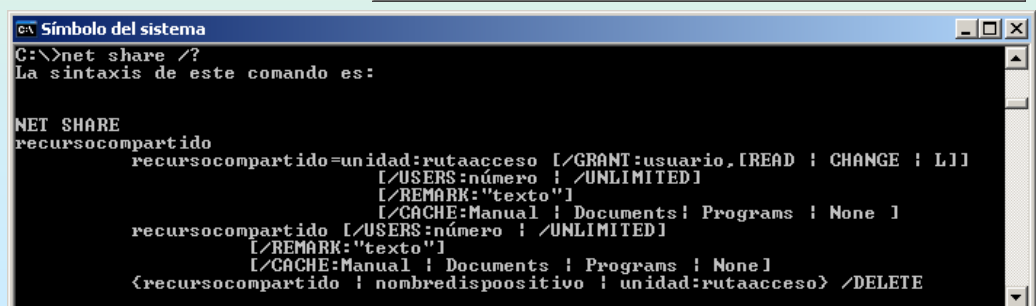 Símbolo del sistema
C:\>net share /?
La sintaxis de este comando es:
NET SHARE
recursocompartido
recursocompartido=unidad:rutaacceso [/GRANT:usuario,[READ ¦ CHANGE ¦ L]]
[/USERS:número ¦ /UNLIMITED]
[/REMARK:"texto"]
[/CACHE:Manual ¦ Documents¦ Programs ¦ None ]
recursocompartido [/USERS:número ¦ /UNLIMITED]
[/REMARK:"texto"]
[/CACHE:Manual ¦ Documents ¦ Programs ¦ None]
{recursocompartido ¦ nombredispoositivo ¦ unidad:rutaacceso} /DELETE